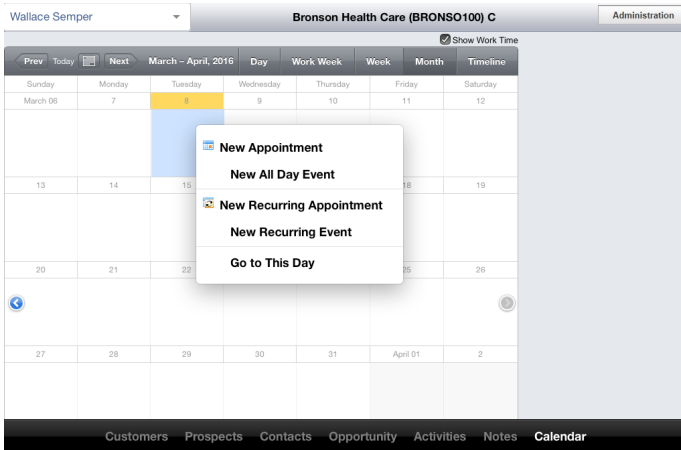 Wallace Semper
Bronson Health Care (BRONSO100) C
Administration
Show Work Time
Prev Today Next March – April, 2016 Day Work Week Week Month Timeline
Sunday Monday Tuesday Wednesday Thursday Friday Saturday
March 06 7 8 9 10 11 12
New Appointment
New All Day Event
13 14 15 18 19
New Recurring Appointment
New Recurring Event
Go to This Day
20 21 22 25 26
27 28 29 30 31 April 01 2
Customers Prospects Contacts Opportunity Activities Notes Calendar